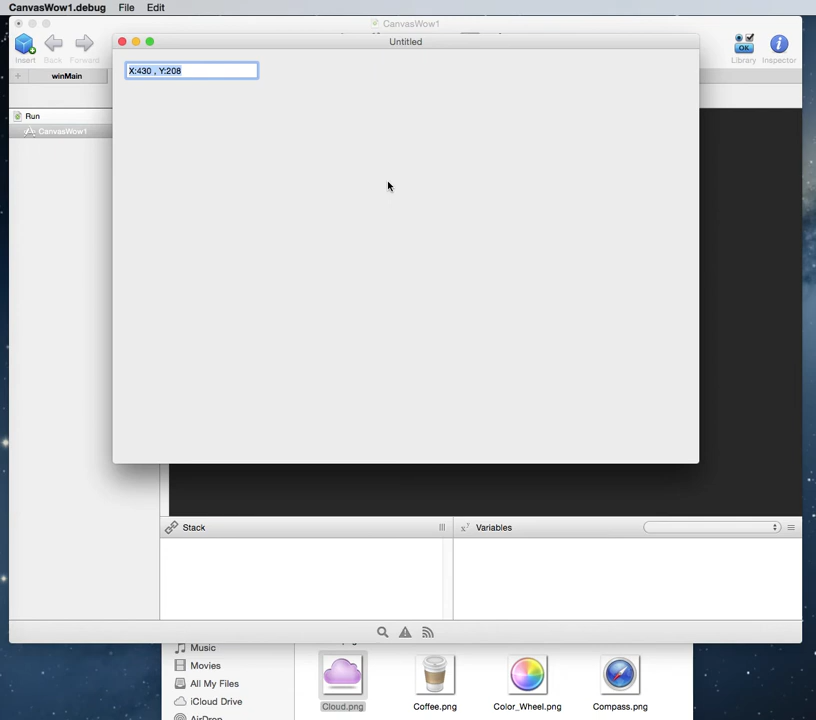 CanvasWow1.debug File Edit
CanvasWow1
Untitled
Insert Back Forward Library Inspector
+ winMain
X:430 , Y:208
Run
CanvasWow1
Stack
Variables
Music
Movies
All My Files
iCloud Drive
AirDrop
Cloud.png Coffee.png Color_Wheel.png Compass.png